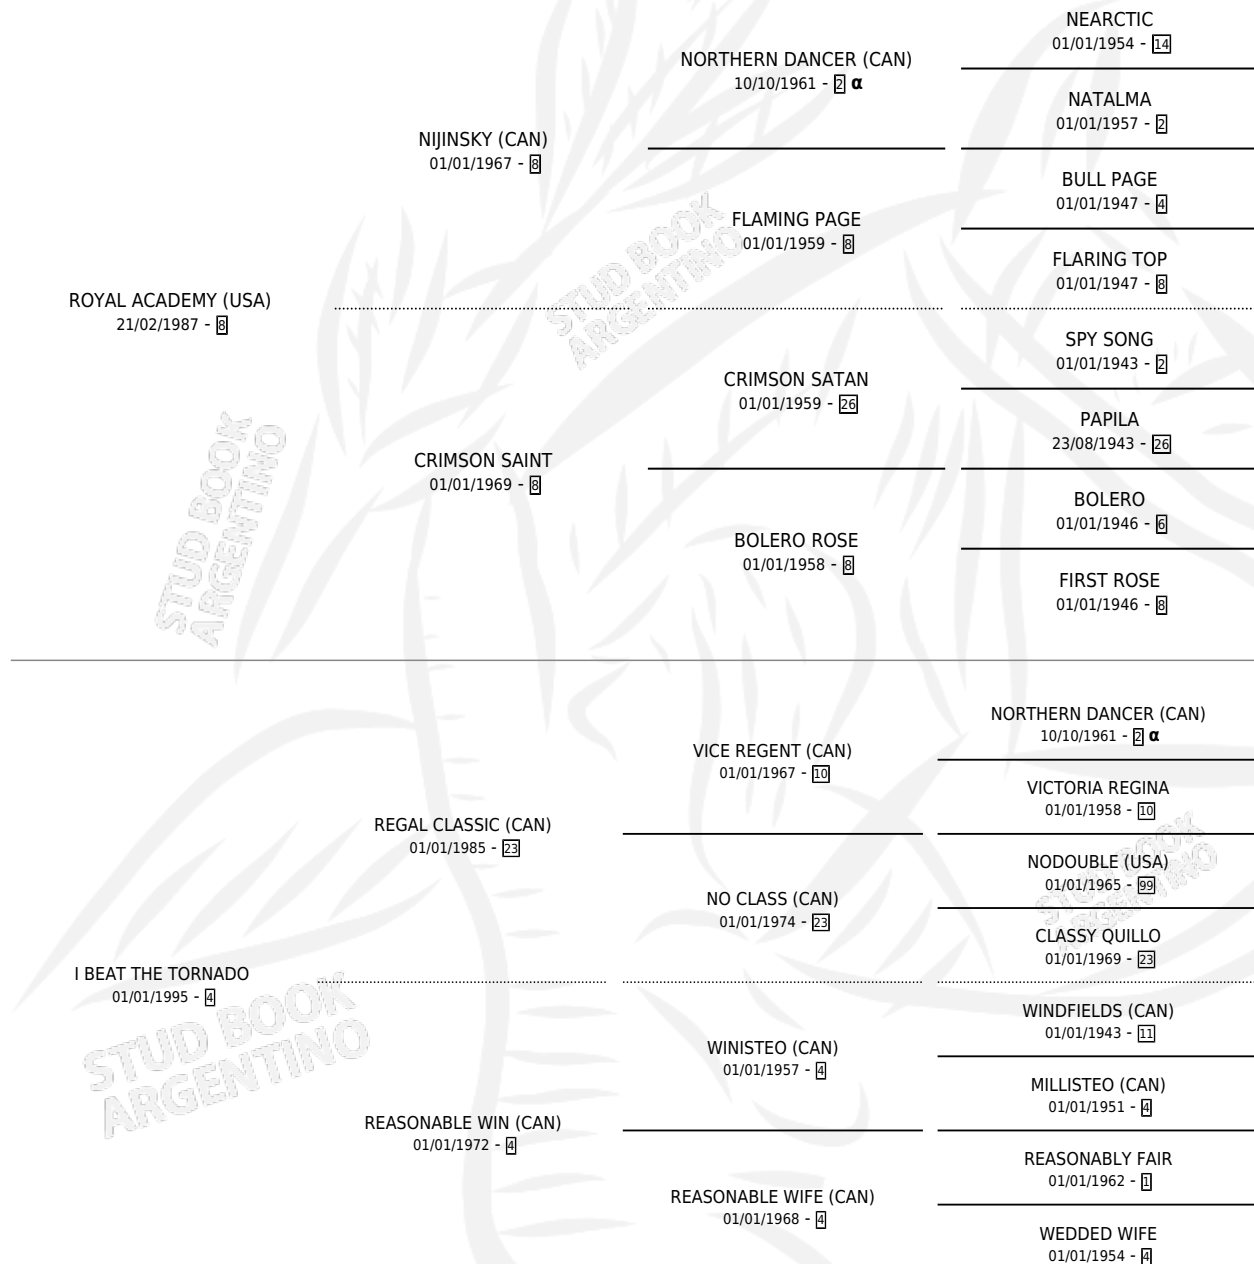 NEARCTIC
01/01/1954 - 14
NORTHERN DANCER (CAN)
10/10/1961 - 2 α
NATALMA
01/01/1957 - 2
NIJINSKY (CAN)
01/01/1967 - 8
BULL PAGE
01/01/1947 - 4
FLAMING PAGE
01/01/1959 - 8
FLARING TOP
01/01/1947 - 8
ROYAL ACADEMY (USA)
21/02/1987 - 8
SPY SONG
01/01/1943 - 2
CRIMSON SATAN
01/01/1959 - 26
PAPILA
23/08/1943 - 26
CRIMSON SAINT
01/01/1969 - 8
BOLERO
01/01/1946 - 6
BOLERO ROSE
01/01/1958 - 8
FIRST ROSE
01/01/1946 - 8
NORTHERN DANCER (CAN)
10/10/1961 - 2 α
VICE REGENT (CAN)
01/01/1967 - 10
VICTORIA REGINA
01/01/1958 - 10
REGAL CLASSIC (CAN)
01/01/1985 - 23
NODOUBLE (USA)
01/01/1965 - 99
NO CLASS (CAN)
01/01/1974 - 23
CLASSY QUILLO
01/01/1969 - 23
I BEAT THE TORNADO
01/01/1995 - 4
WINDFIELDS (CAN)
01/01/1943 - 11
WINISTEO (CAN)
01/01/1957 - 4
MILLISTEO (CAN)
01/01/1951 - 4
REASONABLE WIN (CAN)
01/01/1972 - 4
REASONABLY FAIR
01/01/1962 - 1
REASONABLE WIFE (CAN)
01/01/1968 - 4
WEDDED WIFE
01/01/1954 - 4
STUD BOOK
ARGENTINO
STUD BOOK
ARGENTINO
STUD BOOK
ARGENTINO
STUD BOOK
ARGENTINO